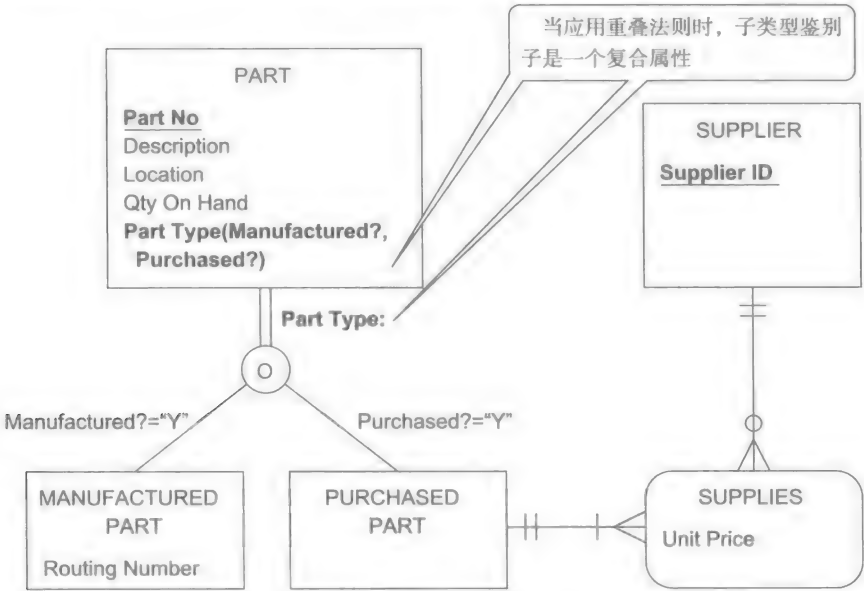 当应用重叠法则时，子类型鉴别
子是一个复合属性
PART
Part No
Description
Location
Qty On Hand
Part Type(Manufactured?,
Purchased?)
SUPPLIER
Supplier ID
Part Type:
O
Manufactured?=“Y”
Purchased?=“Y”
MANUFACTURED
PART
Routing Number
PURCHASED
PART
SUPPLIES
Unit Price